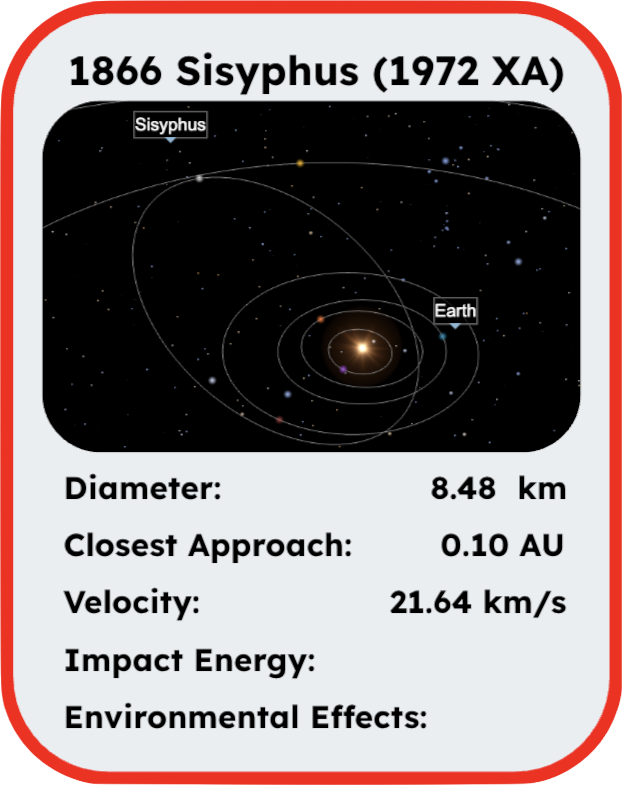 1866 Sisyphus (1972 XA)
Sisyphus
Earth
Diameter: 8.48 km
Closest Approach: 0.10 AU
Velocity: 21.64 km/s
Impact Energy:
Environmental Effects: